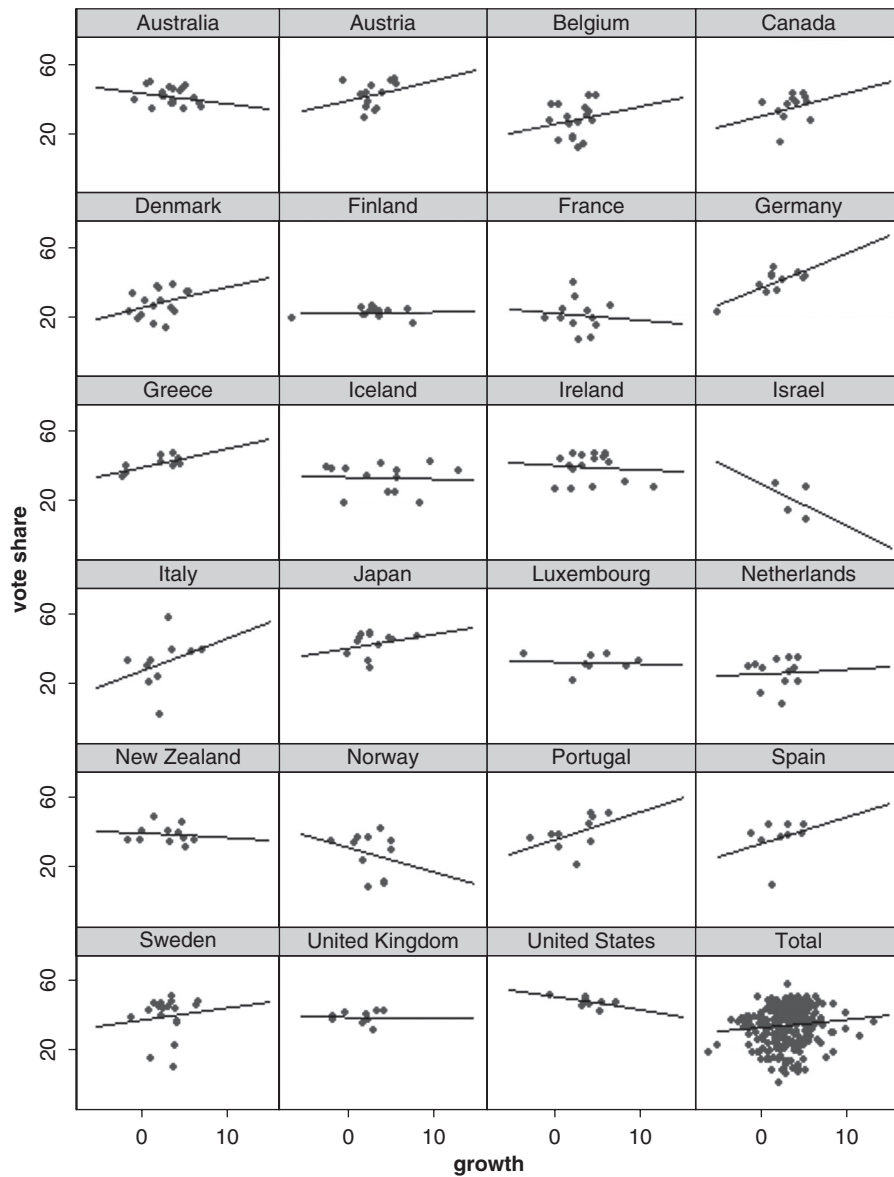 Australia Austria Belgium Canada
60
20
Denmark Finland France Germany
60
20
Greece Iceland Ireland Israel
60
20
vote share
Italy Japan Luxembourg Netherlands
60
20
New Zealand Norway Portugal Spain
60
20
Sweden United Kingdom United States Total
60
20
0 10 0 10 0 10 0 10
growth